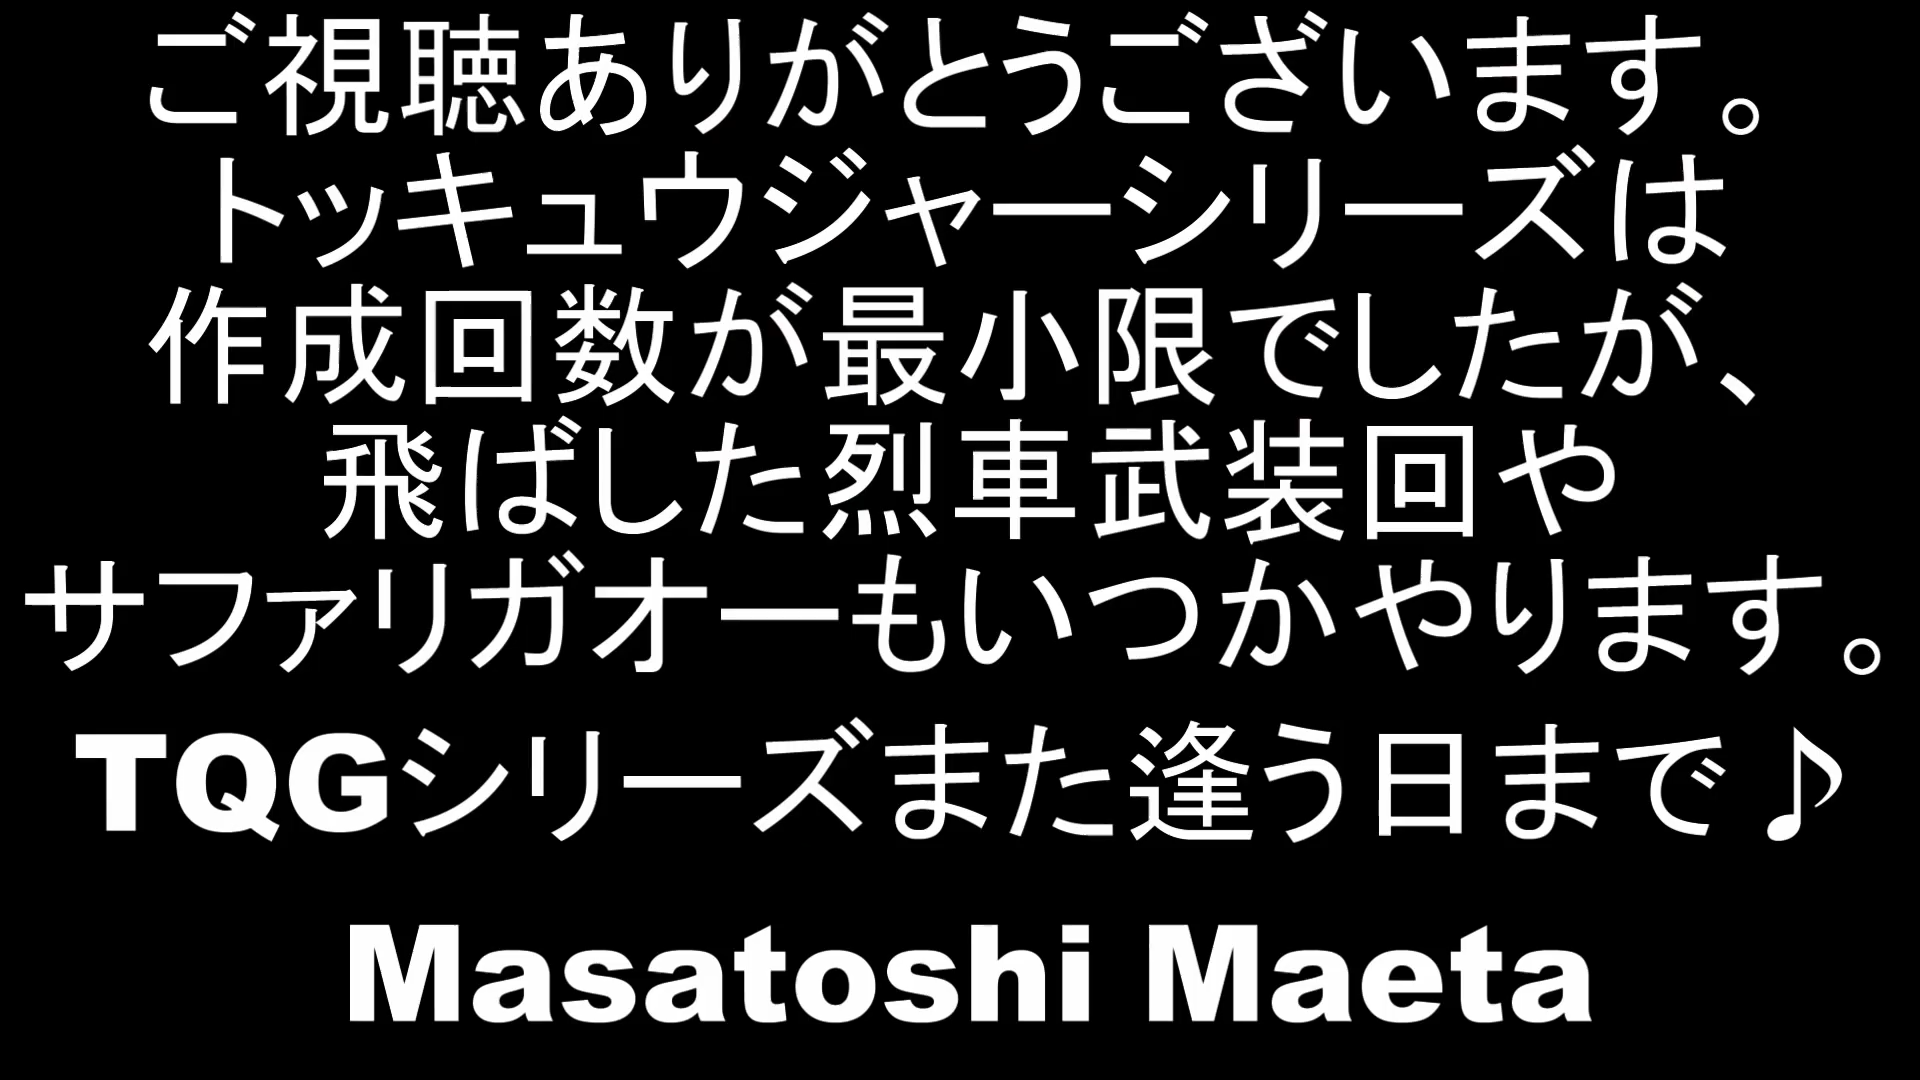 ご視聴ありがとうございます。
トッキュウジャーシリーズは
作成回数が最小限でしたが、
飛ばした烈車武装回や
サファリガオーもいつかやります。
TQGシリーズまた逢う日まで♪
Masatoshi Maeta